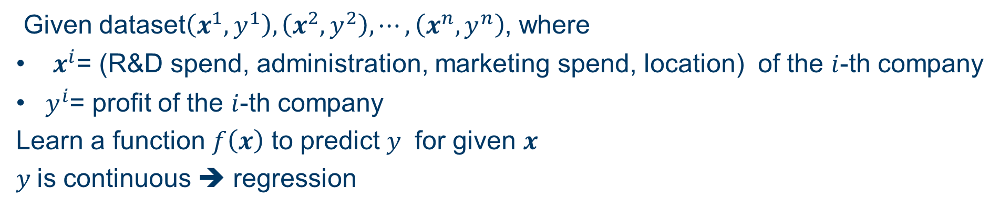 Given dataset(𝒙¹, y¹), (𝒙², y²), ⋯ , (𝒙ⁿ, yⁿ), where
• 𝒙ⁱ= (R&D spend, administration, marketing spend, location) of the i-th company
• yⁱ= profit of the i-th company
Learn a function f(𝒙) to predict y for given 𝒙
y is continuous ➔ regression